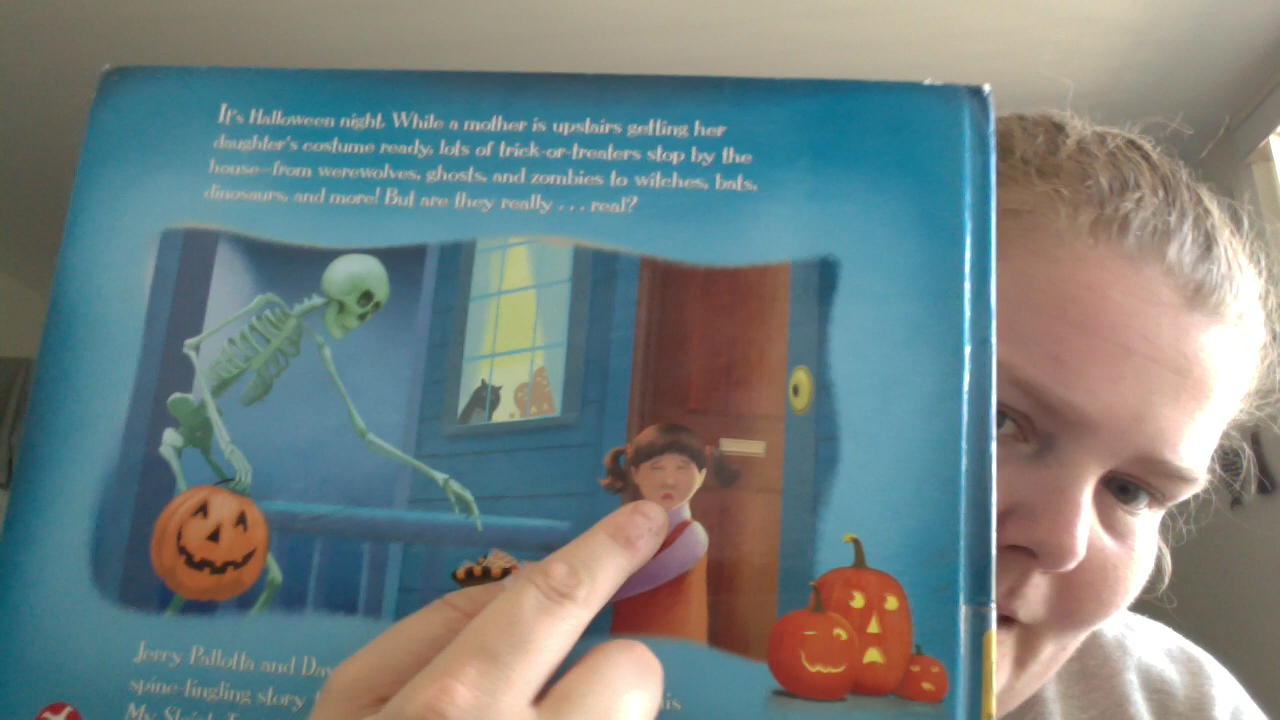 It's Halloween night. While a mother is upstairs getting her
daughter's costume ready, lots of trick-or-treaters stop by the
house—from werewolves, ghosts, and zombies to witches, bats,
dinosaurs, and more! But are they really . . . real?
Jerry Pallotta and
spine-tingling story
My